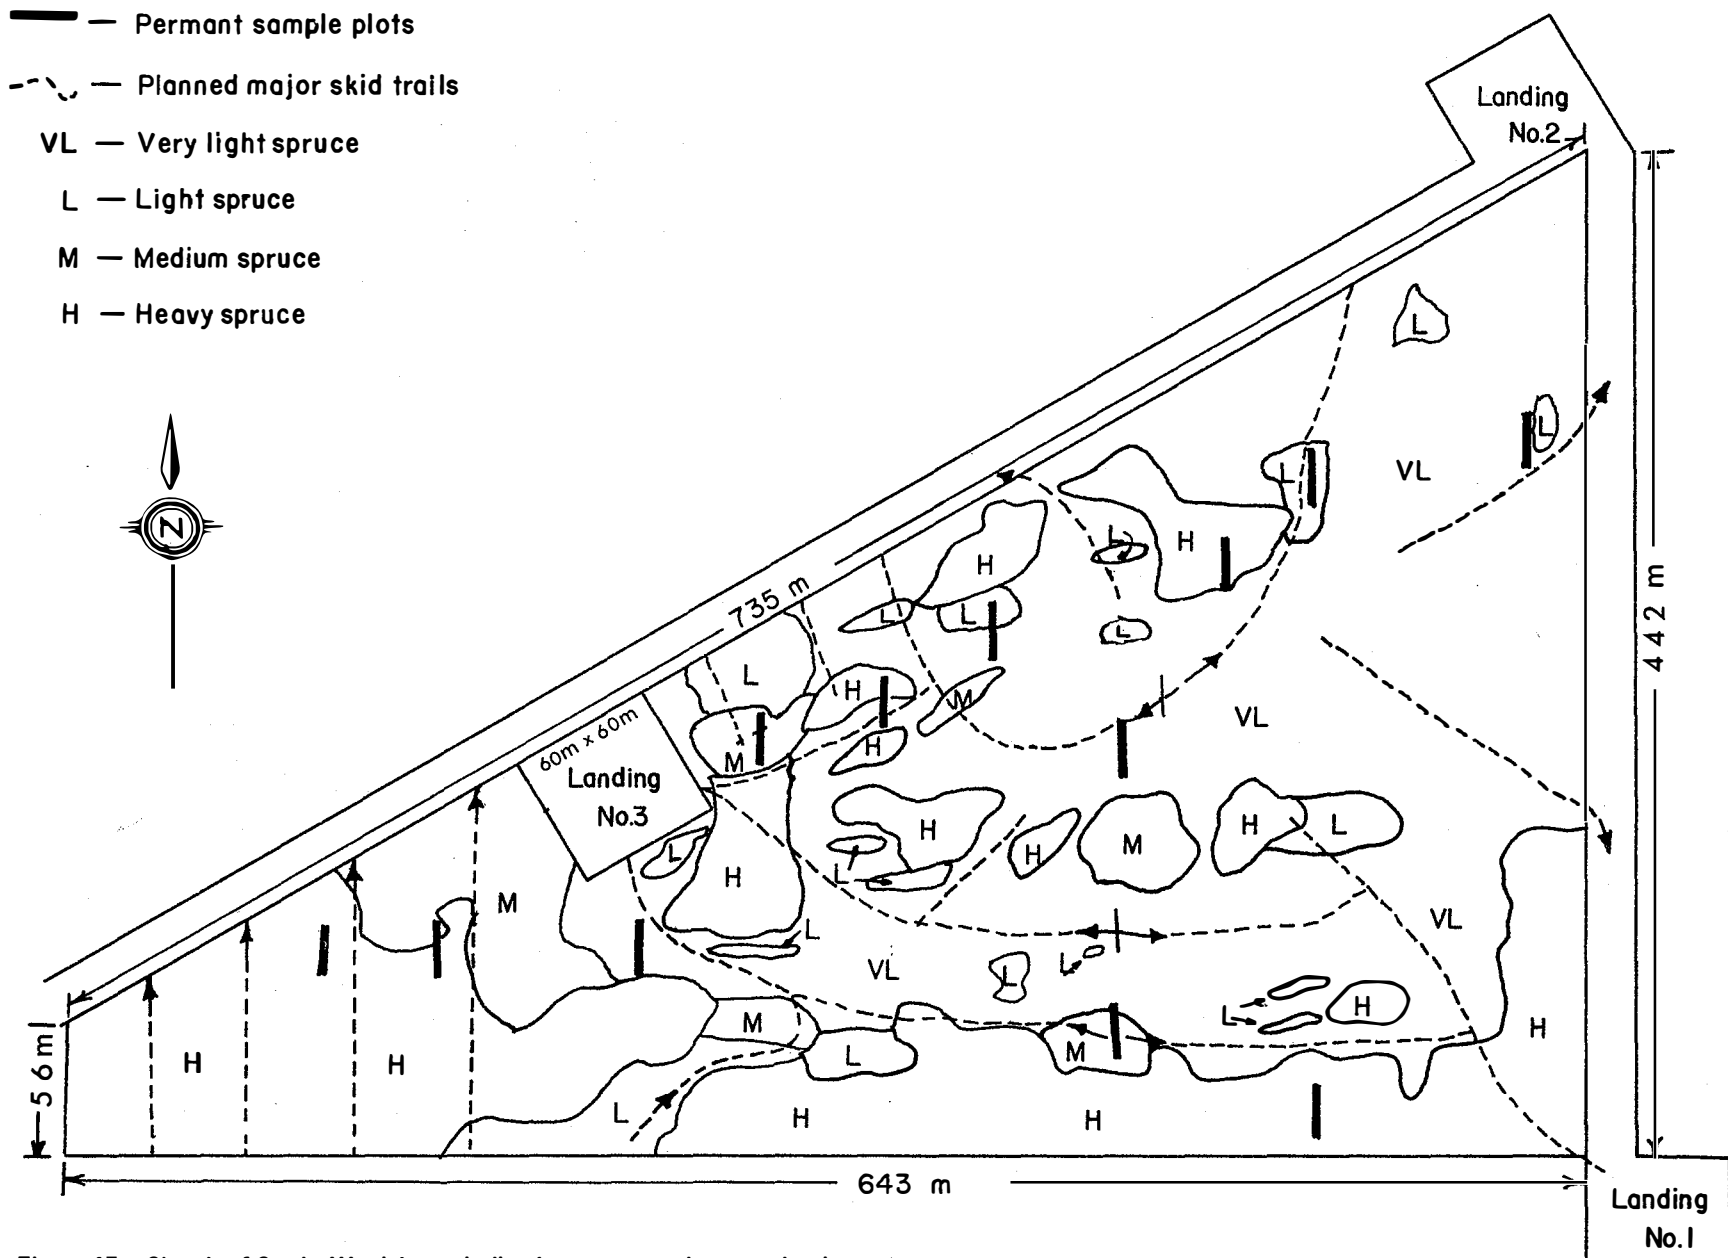 — Permant sample plots
— Planned major skid trails
VL — Very light spruce
L — Light spruce
M — Medium spruce
H — Heavy spruce
Landing
No.2
N
L
L
VL
L
H
L
H
L
L
L
735 m
442 m
L
H
M
VL
M
H
60m x 60m
Landing
No.3
H
M
H
L
L
H
L
H
M
L
VL
VL
L
L
L
H
H
M
L
M
56m
H
H
L
H
H
643 m
Landing
No.1